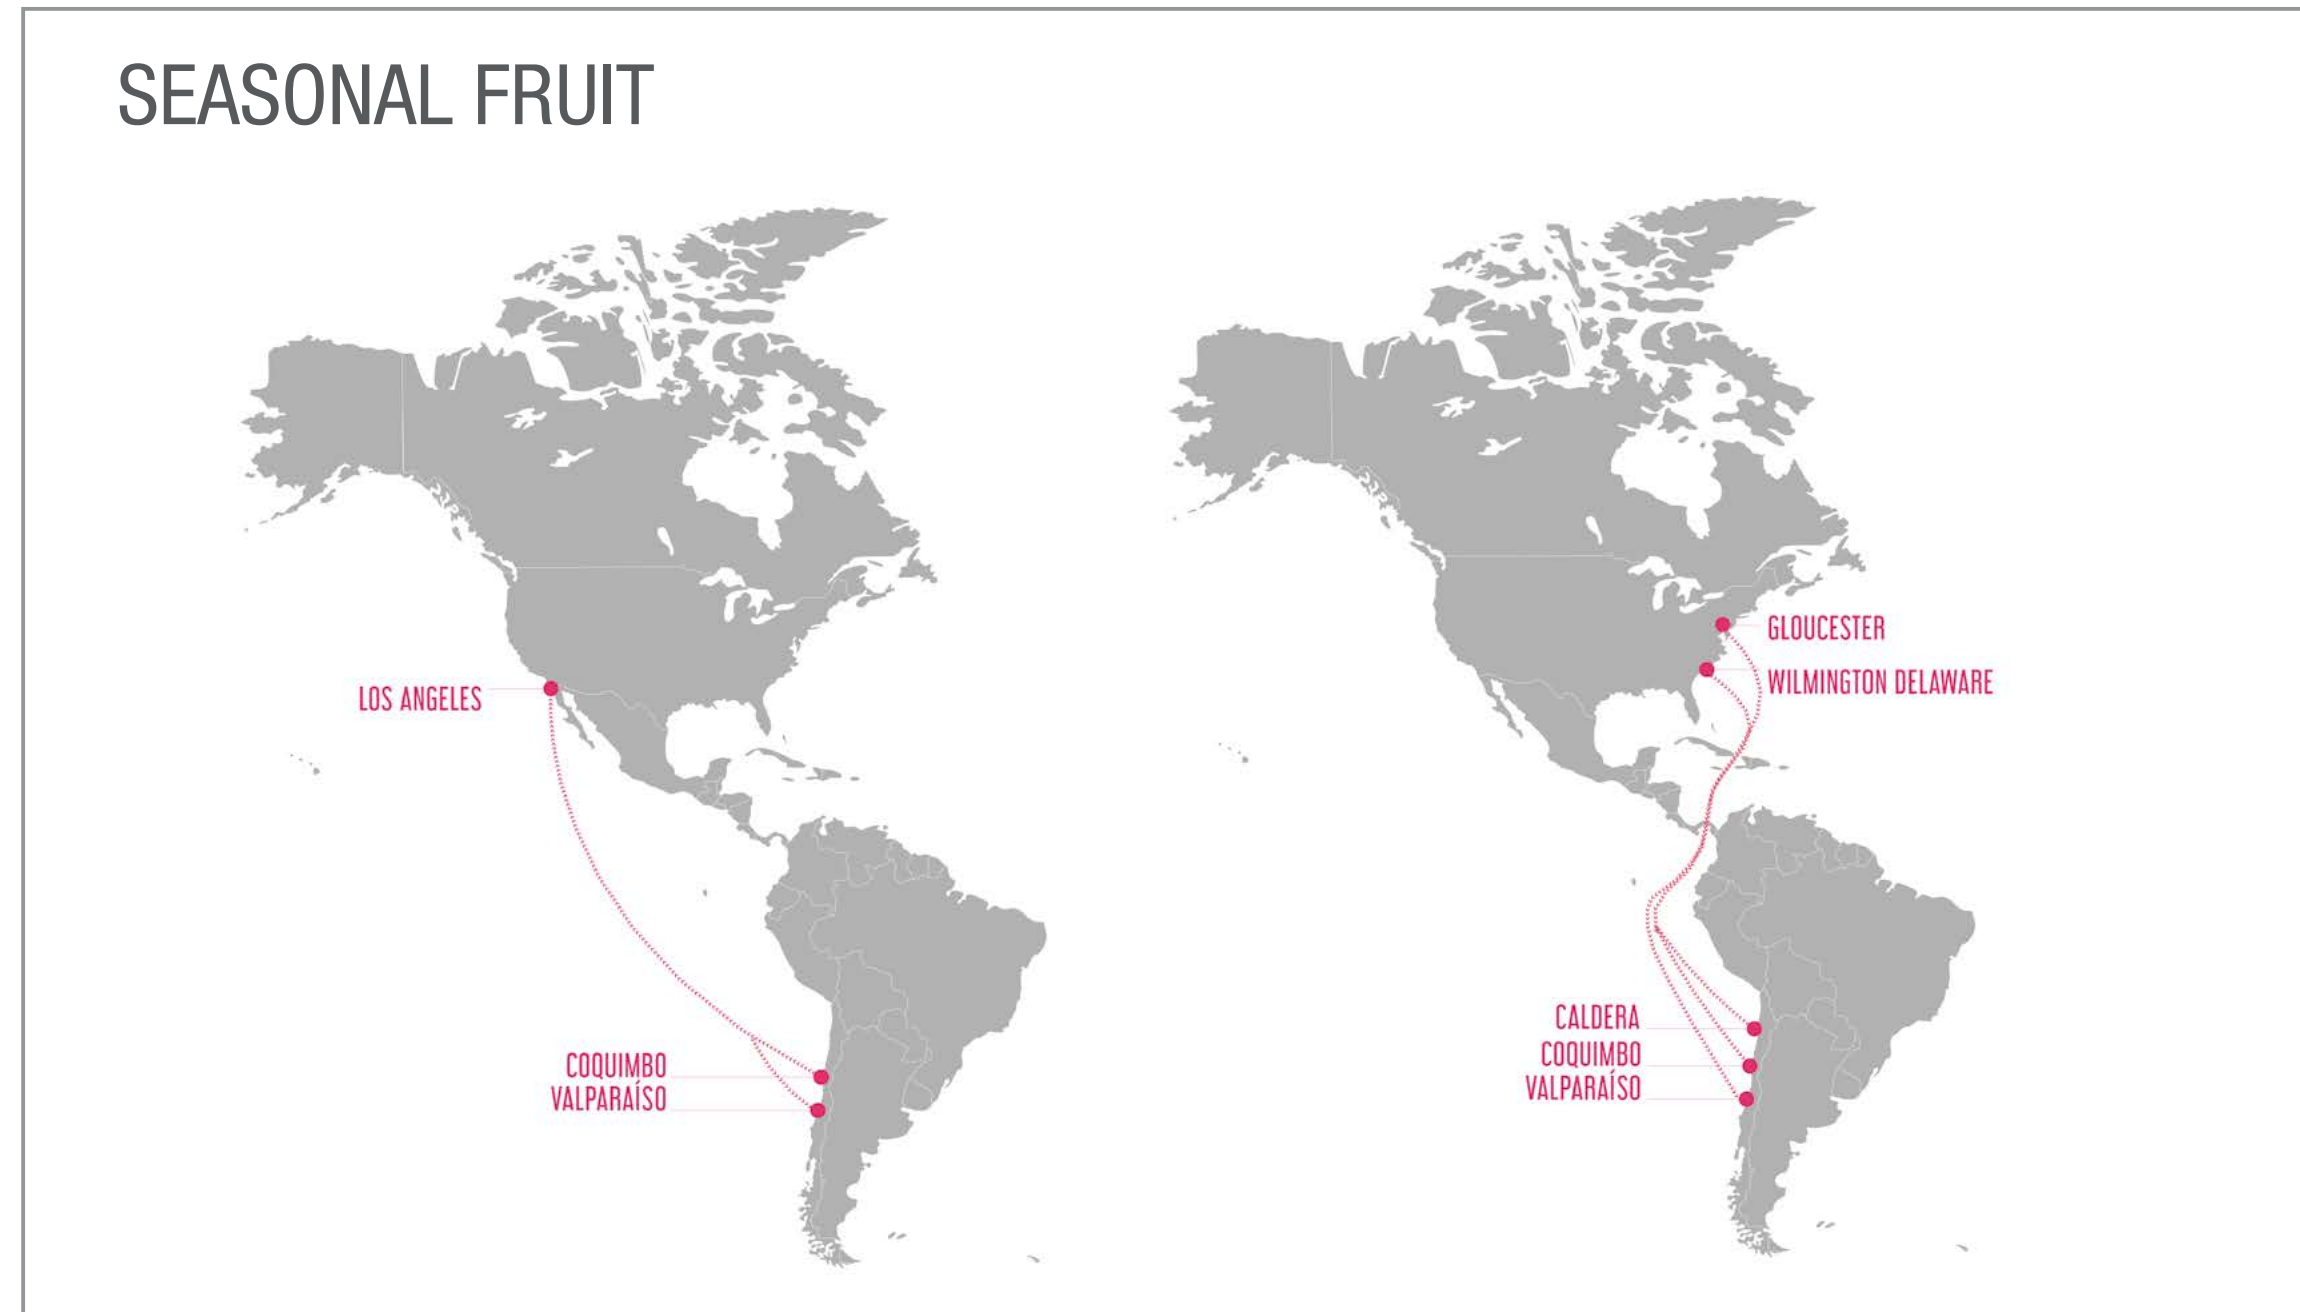 SEASONAL FRUIT
LOS ANGELES
COQUIMBO
VALPARAÍSO
GLOUCESTER
WILMINGTON DELAWARE
CALDERA
COQUIMBO
VALPARAÍSO